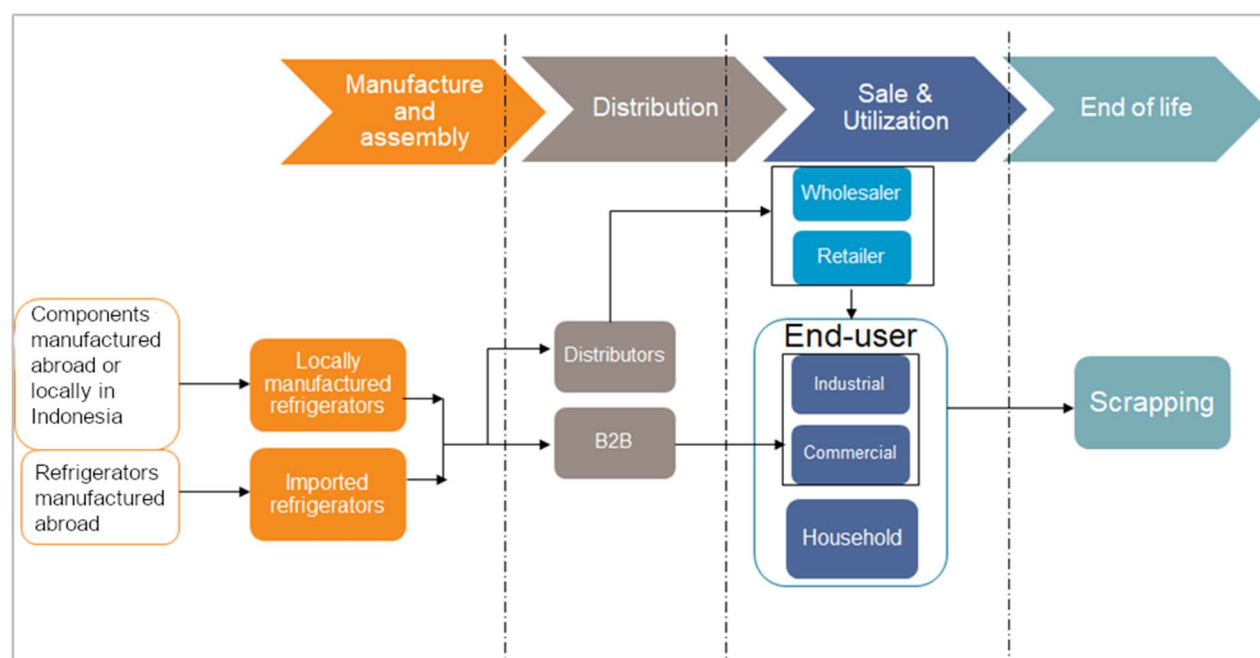 Manufacture
and
assembly
Distribution
Sale &
Utilization
End of life
Wholesaler
Retailer
Components
manufactured
abroad or
locally in
Indonesia
Locally
manufactured
refrigerators
Distributors
End-user
Industrial
Scrapping
B2B
Commercial
Refrigerators
manufactured
abroad
Imported
refrigerators
Household